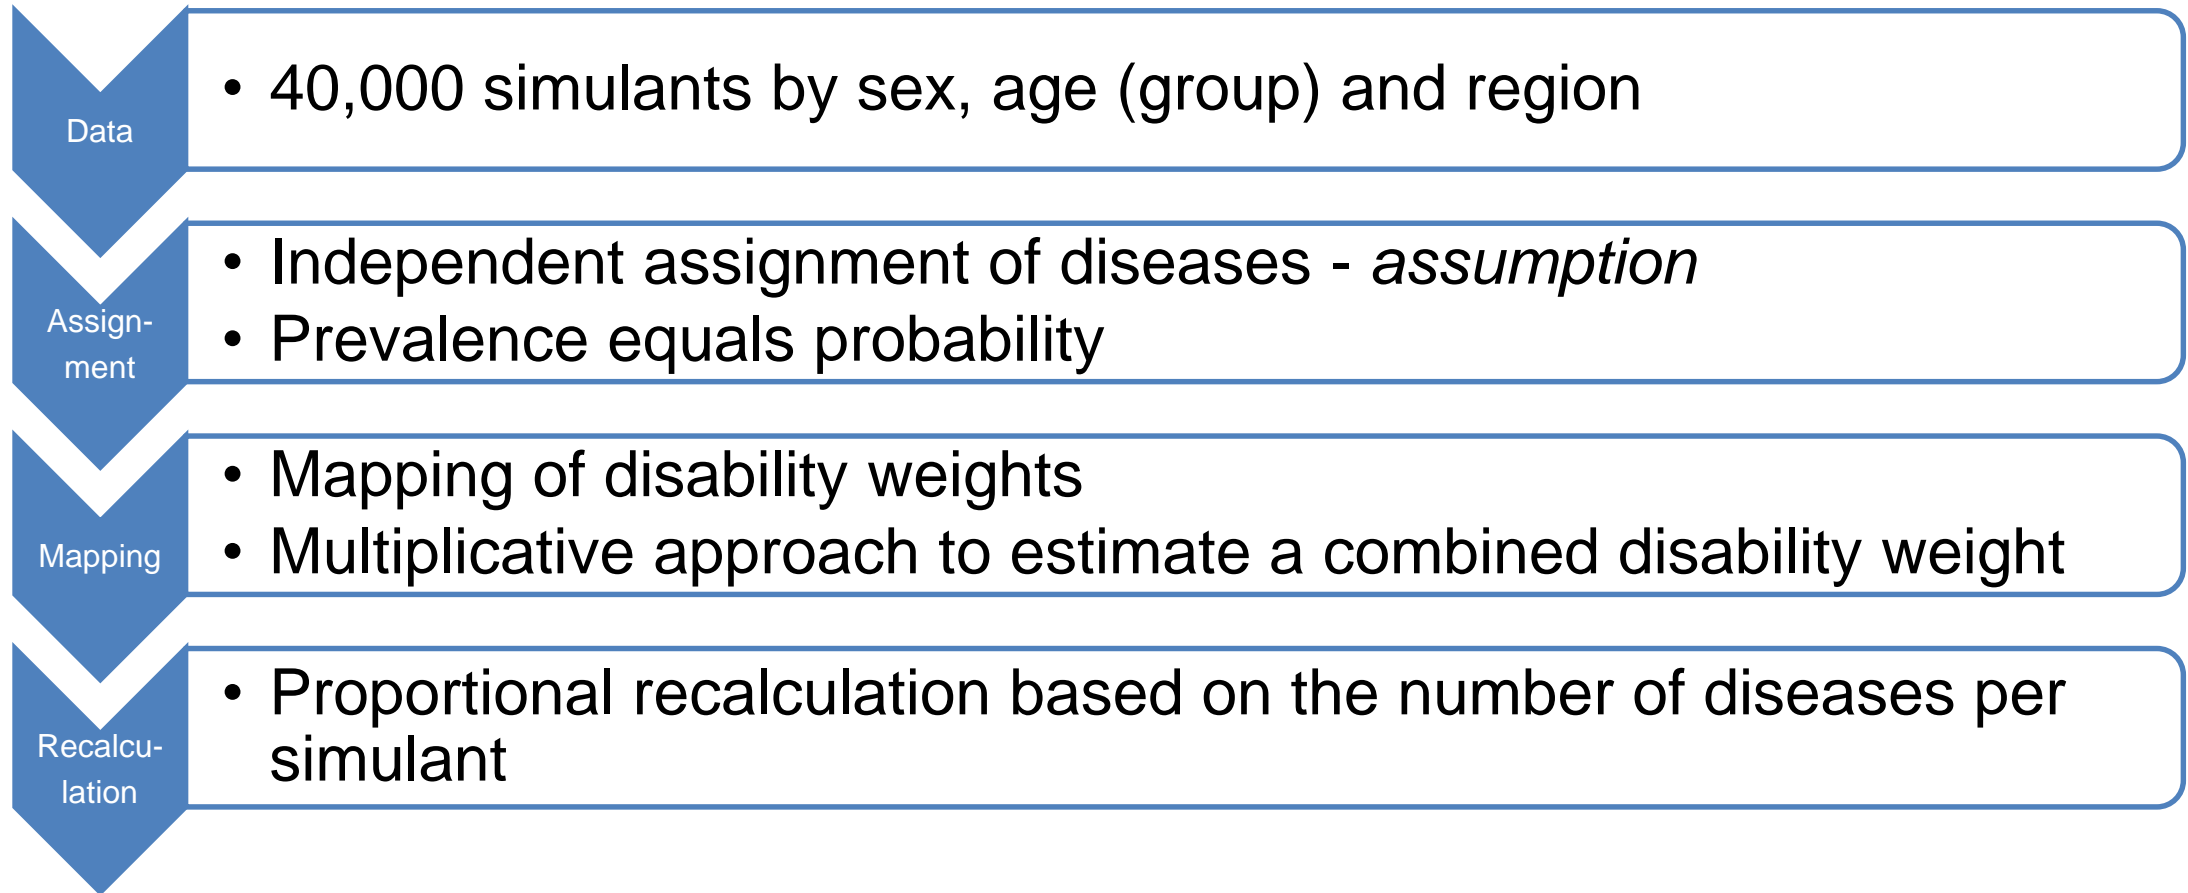 Data
• 40,000 simulants by sex, age (group) and region
Assign-
ment
• Independent assignment of diseases - assumption
• Prevalence equals probability
Mapping
• Mapping of disability weights
• Multiplicative approach to estimate a combined disability weight
Recalcu-
lation
• Proportional recalculation based on the number of diseases per
simulant